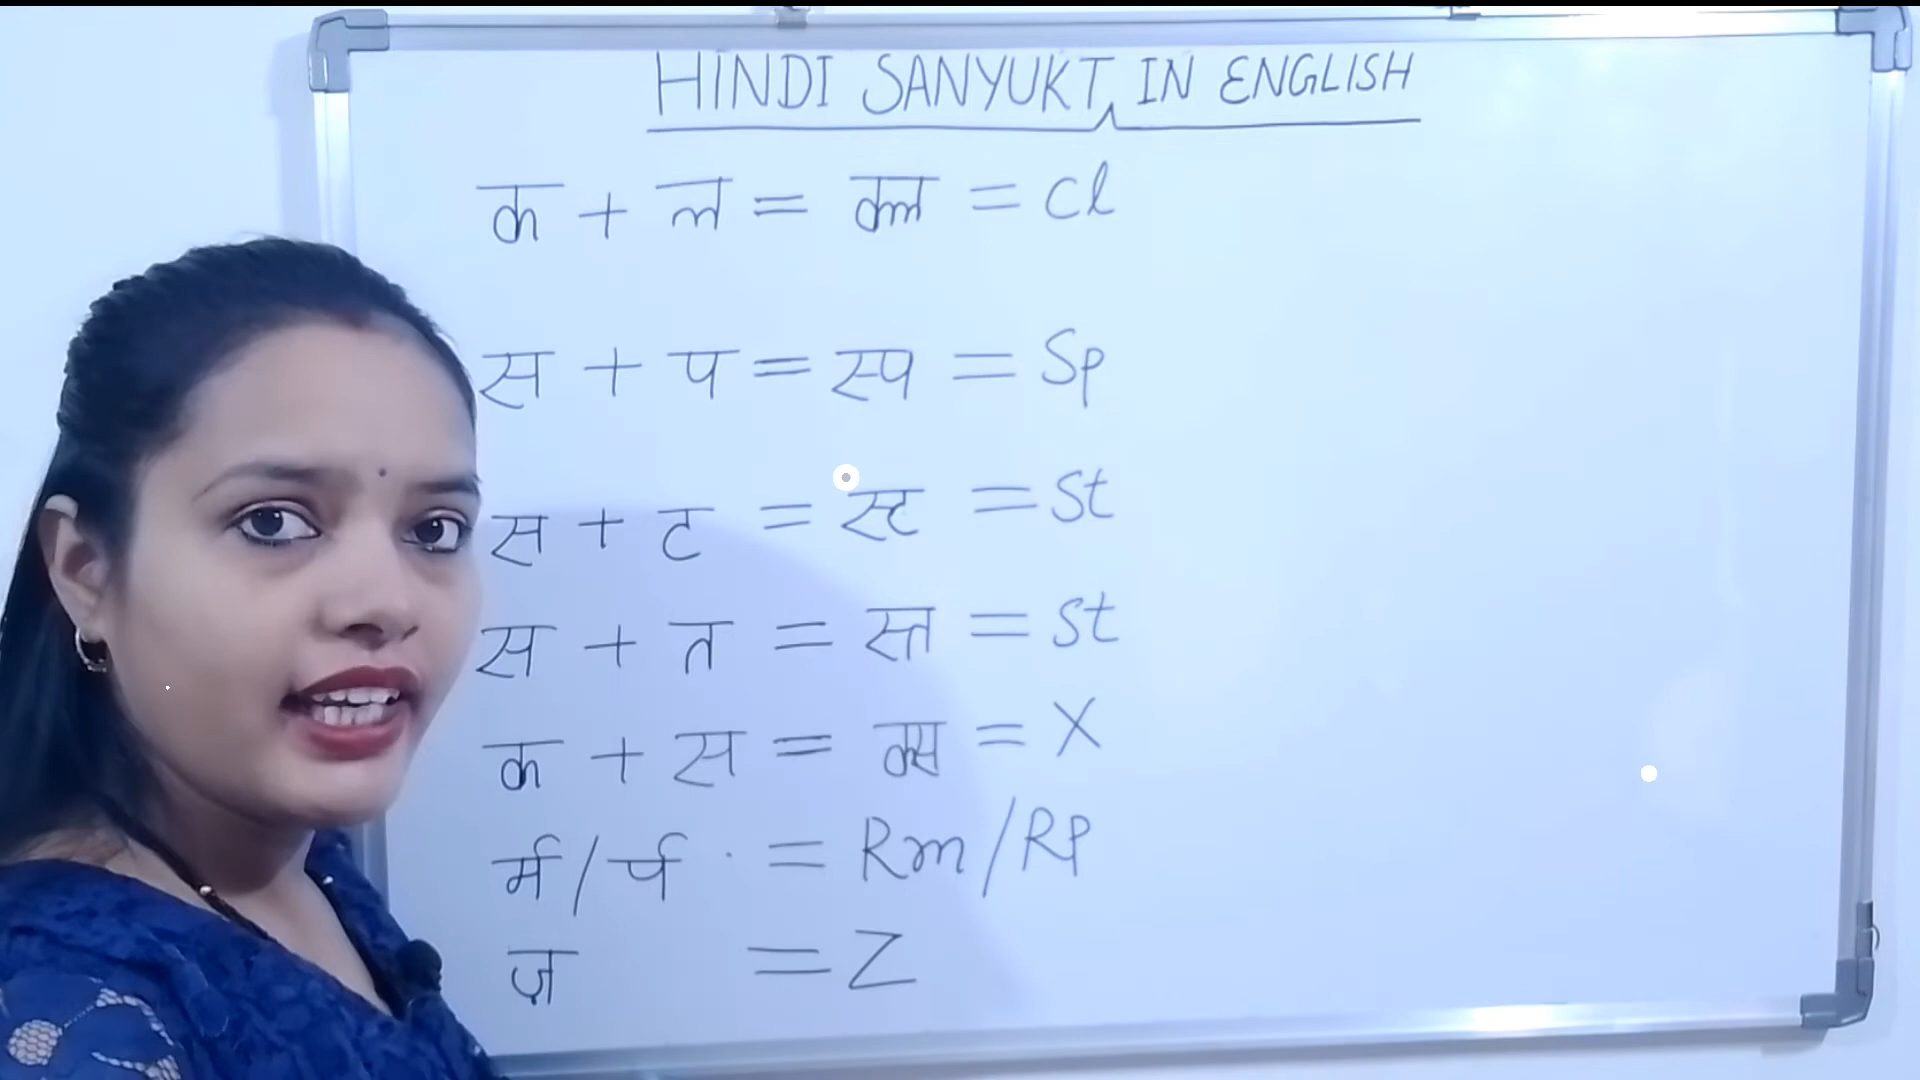 HINDI SANYUKT IN ENGLISH
क + ल = क्ल = Cl
स + प = स्प = Sp
स + ट = स्ट = St
स + त = स्त = St
क + स = क्स = X
र्म / र्प = Rm / RP
ज़ = Z